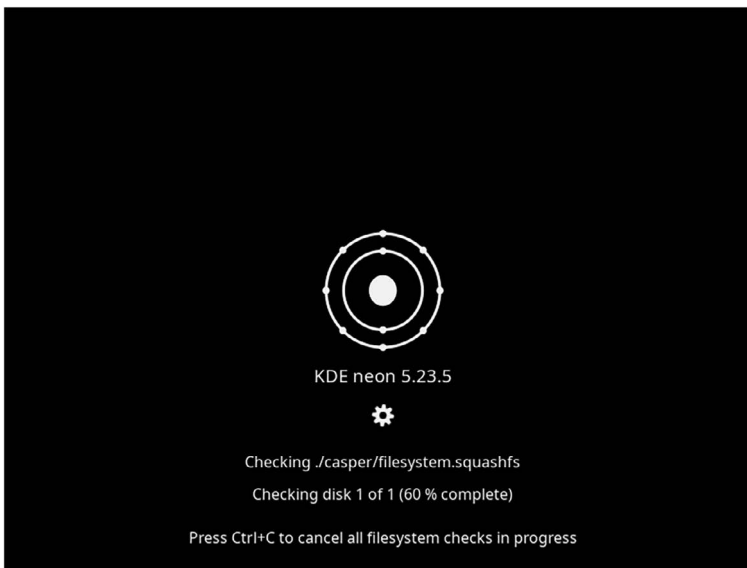 KDE neon 5.23.5
Checking ./casper/filesystem.squashfs
Checking disk 1 of 1 (60 % complete)
Press Ctrl+C to cancel all filesystem checks in progress